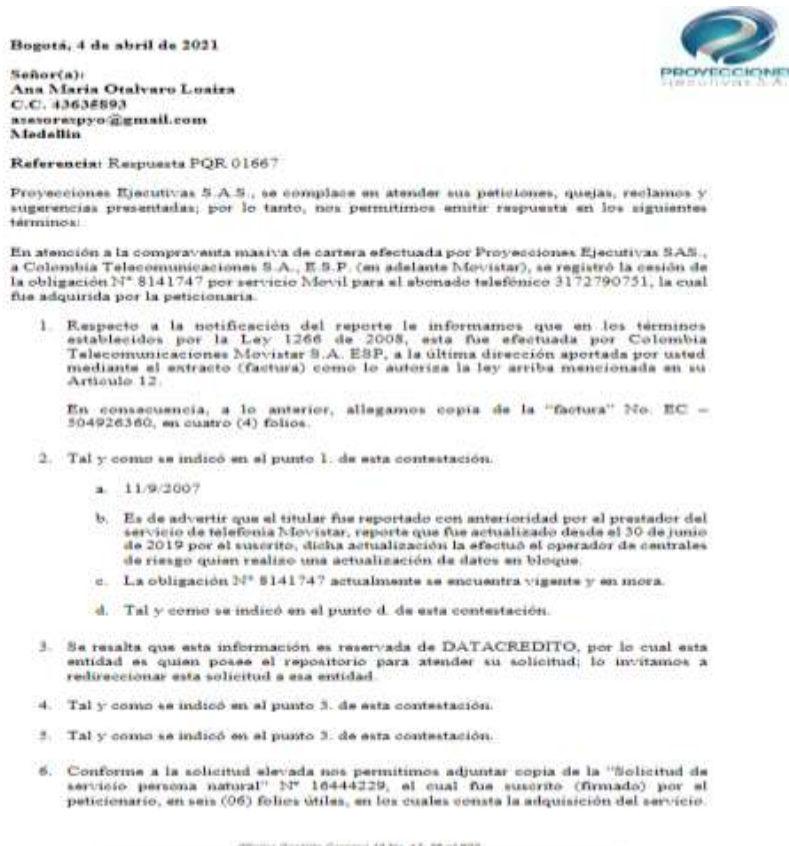 Bogotá, 4 de abril de 2021
PROYECCIONES
Ejecutivas S.A.
Señor(a):
Ana Maria Otalvaro Loaiza
C.C. 43638893
asesorespyo@gmail.com
Medellin
Referencia: Respuesta PQR 01667
Proyecciones Ejecutivas S.A.S., se complace en atender sus peticiones, quejas, reclamos y
sugerencias presentadas; por lo tanto, nos permitimos emitir respuesta en los siguientes
términos:
En atención a la compraventa masiva de cartera efectuada por Proyecciones Ejecutivas SAS.,
a Colombia Telecomunicaciones S.A., E.S.P. (en adelante Movistar), se registró la cesión de
la obligación N° 8141747 por servicio Movil para el abonado telefónico 3172790751, la cual
fue adquirida por la peticionaria.
1. Respecto a la notificación del reporte le informamos que en los términos
establecidos por la Ley 1266 de 2008, esta fue efectuada por Colombia
Telecomunicaciones Movistar S.A. ESP, a la última dirección aportada por usted
mediante el extracto (factura) como lo autoriza la ley arriba mencionada en su
Articulo 12.
En consecuencia, a lo anterior, allegamos copia de la "factura" No. EC –
504926360, en cuatro (4) folios.
2. Tal y como se indicó en el punto 1. de esta contestación.
a. 11/9/2007
b. Es de advertir que el titular fue reportado con anterioridad por el prestador del
servicio de telefonía Movistar, reporte que fue actualizado desde el 30 de junio
de 2019 por el suscrito, dicha actualización la efectuó el operador de centrales
de riesgo quien realizo una actualización de datos en bloque.
c. La obligación N° 8141747 actualmente se encuentra vigente y en mora.
d. Tal y como se indicó en el punto d. de esta contestación.
3. Se resalta que esta información es reservada de DATACREDITO, por lo cual esta
entidad es quien posee el repositorio para atender su solicitud; lo invitamos a
redireccionar esta solicitud a esa entidad.
4. Tal y como se indicó en el punto 3. de esta contestación.
5. Tal y como se indicó en el punto 3. de esta contestación.
6. Conforme a la solicitud elevada nos permitimos adjuntar copia de la "Solicitud de
servicio persona natural" N° 16444229, el cual fue suscrito (firmado) por el
peticionario, en seis (06) folios útiles, en los cuales consta la adquisición del servicio.